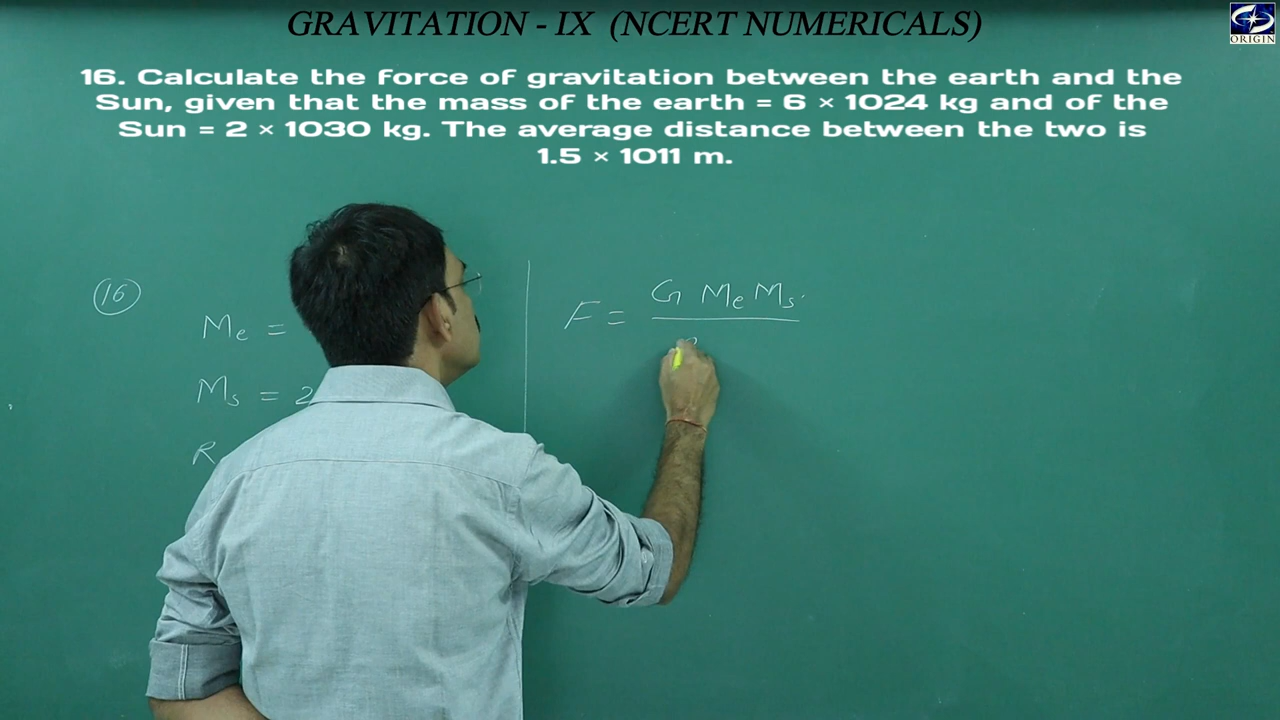 GRAVITATION - IX (NCERT NUMERICALS)
ORIGIN
16. Calculate the force of gravitation between the earth and the
Sun, given that the mass of the earth = 6 × 1024 kg and of the
Sun = 2 × 1030 kg. The average distance between the two is
1.5 × 1011 m.
16
Me =
Ms = 2
R
F = G Me Ms